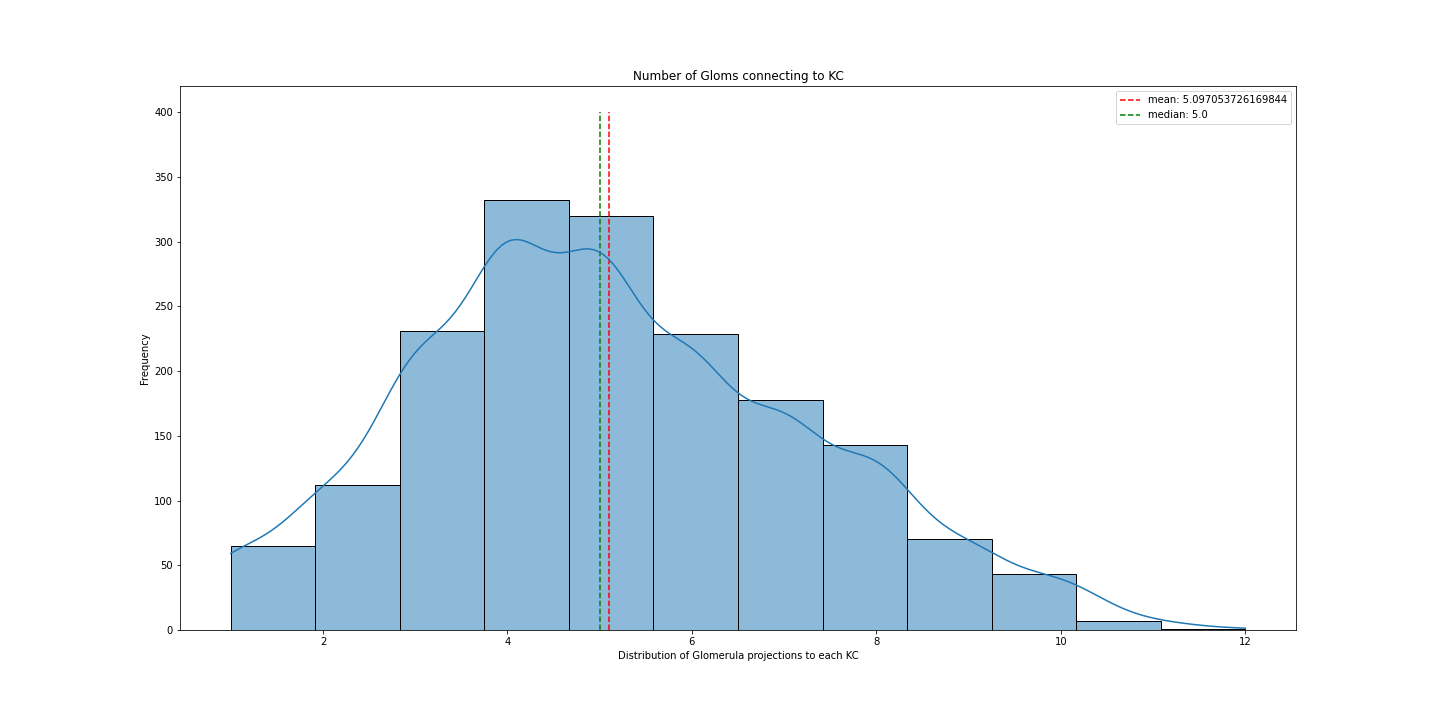 Number of Gloms connecting to KC
mean: 5.097053726169844
median: 5.0
400
350
300
250
200
150
100
50
0
Frequency
2 4 6 8 10 12
Distribution of Glomerula projections to each KC